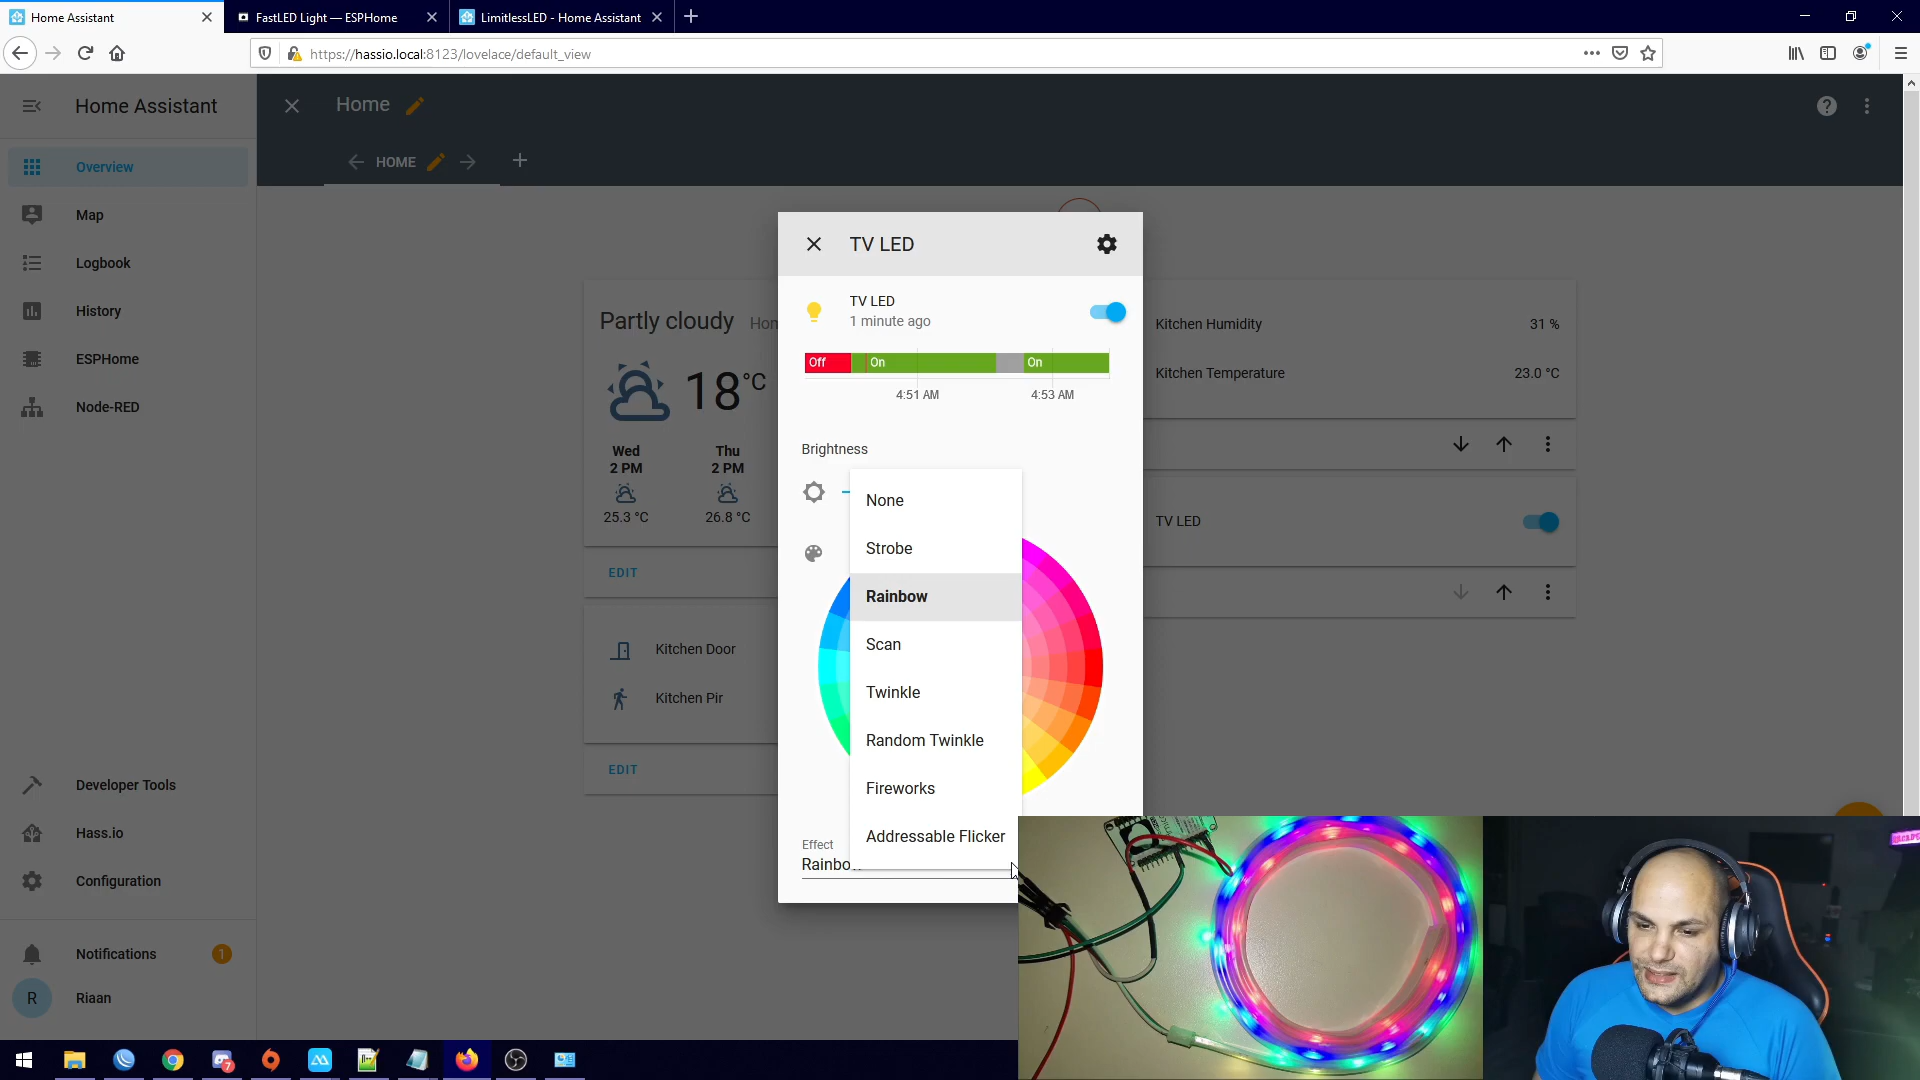 Home Assistant
FastLED Light — ESPHome
LimitlessLED - Home Assistant
https://hassio.local:8123/lovelace/default_view
Home Assistant
Home
Overview
HOME
Map
Logbook
History
ESPHome
Node-RED
Developer Tools
Hass.io
Configuration
Notifications
1
R
Riaan
Partly cloudy
Hom
18 °C
Wed
2 PM
25.3 °C
Thu
2 PM
26.8 °C
EDIT
Kitchen Door
Kitchen Pir
EDIT
TV LED
TV LED
1 minute ago
Off
On
On
4:51 AM
4:53 AM
Brightness
None
Strobe
Rainbow
Scan
Twinkle
Random Twinkle
Fireworks
Addressable Flicker
Effect
Rainbow
Kitchen Humidity
31 %
Kitchen Temperature
23.0 °C
TV LED
7